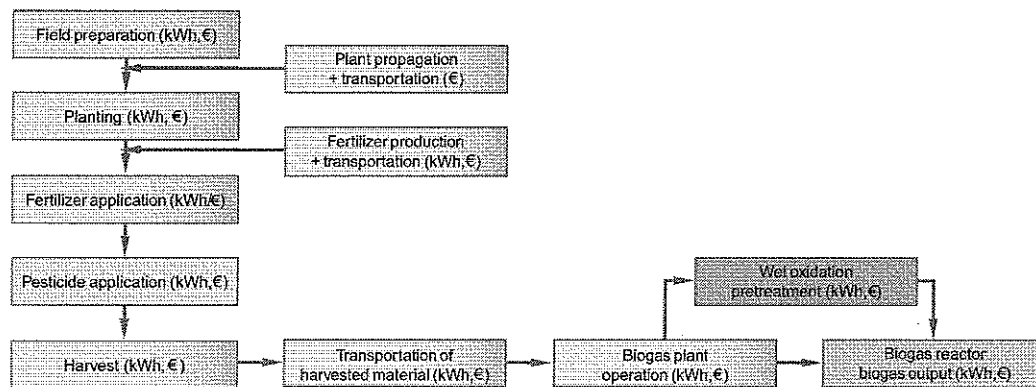 Field preparation (kWh,€)
Plant propagation
+ transportation (€)
Planting (kWh, €)
Fertilizer production
+ transportation (kWh,€)
Fertilizer application (kWh/€)
Pesticide application (kWh,€)
Wet oxidation
pretreatment (kWh,€)
Harvest (kWh,€)
Transportation of
harvested material (kWh,€)
Biogas plant
operation (kWh,€)
Biogas reactor
biogas output (kWh,€)